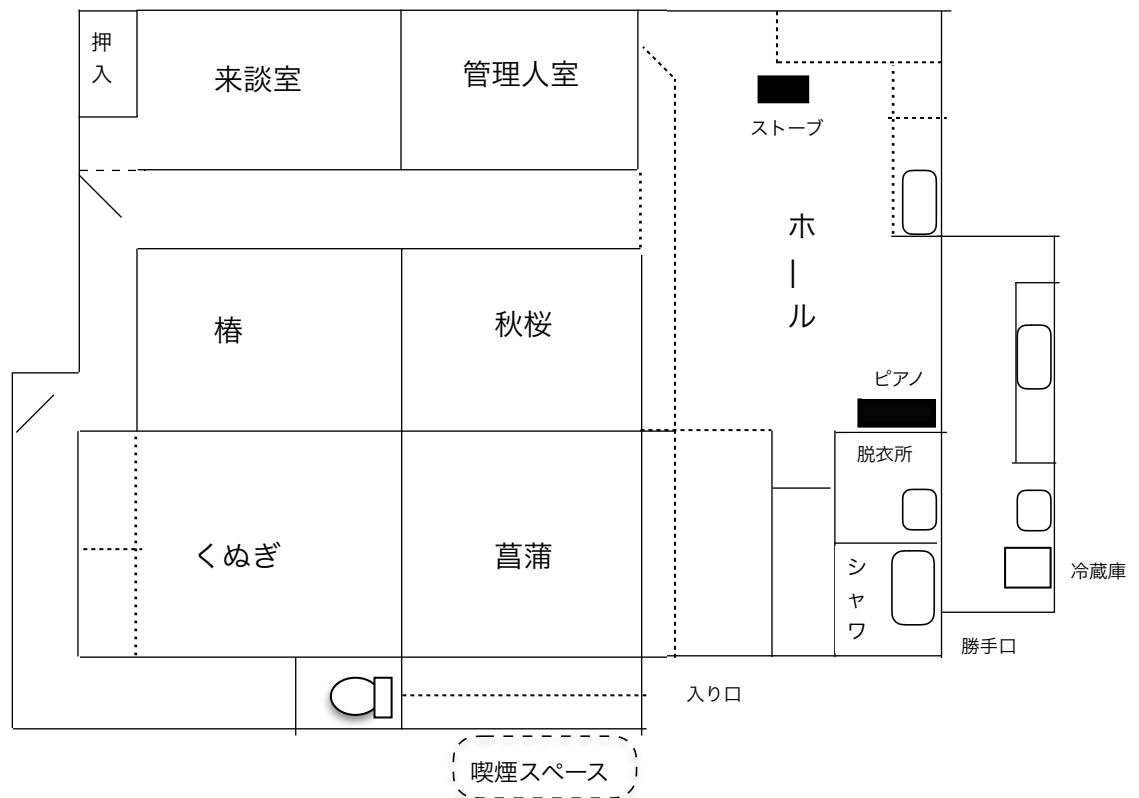 押入
来談室
管理人室
ストーブ
ホール
椿
秋桜
ピアノ
脱衣所
くぬぎ
菖蒲
シャワ
冷蔵庫
勝手口
入り口
喫煙スペース